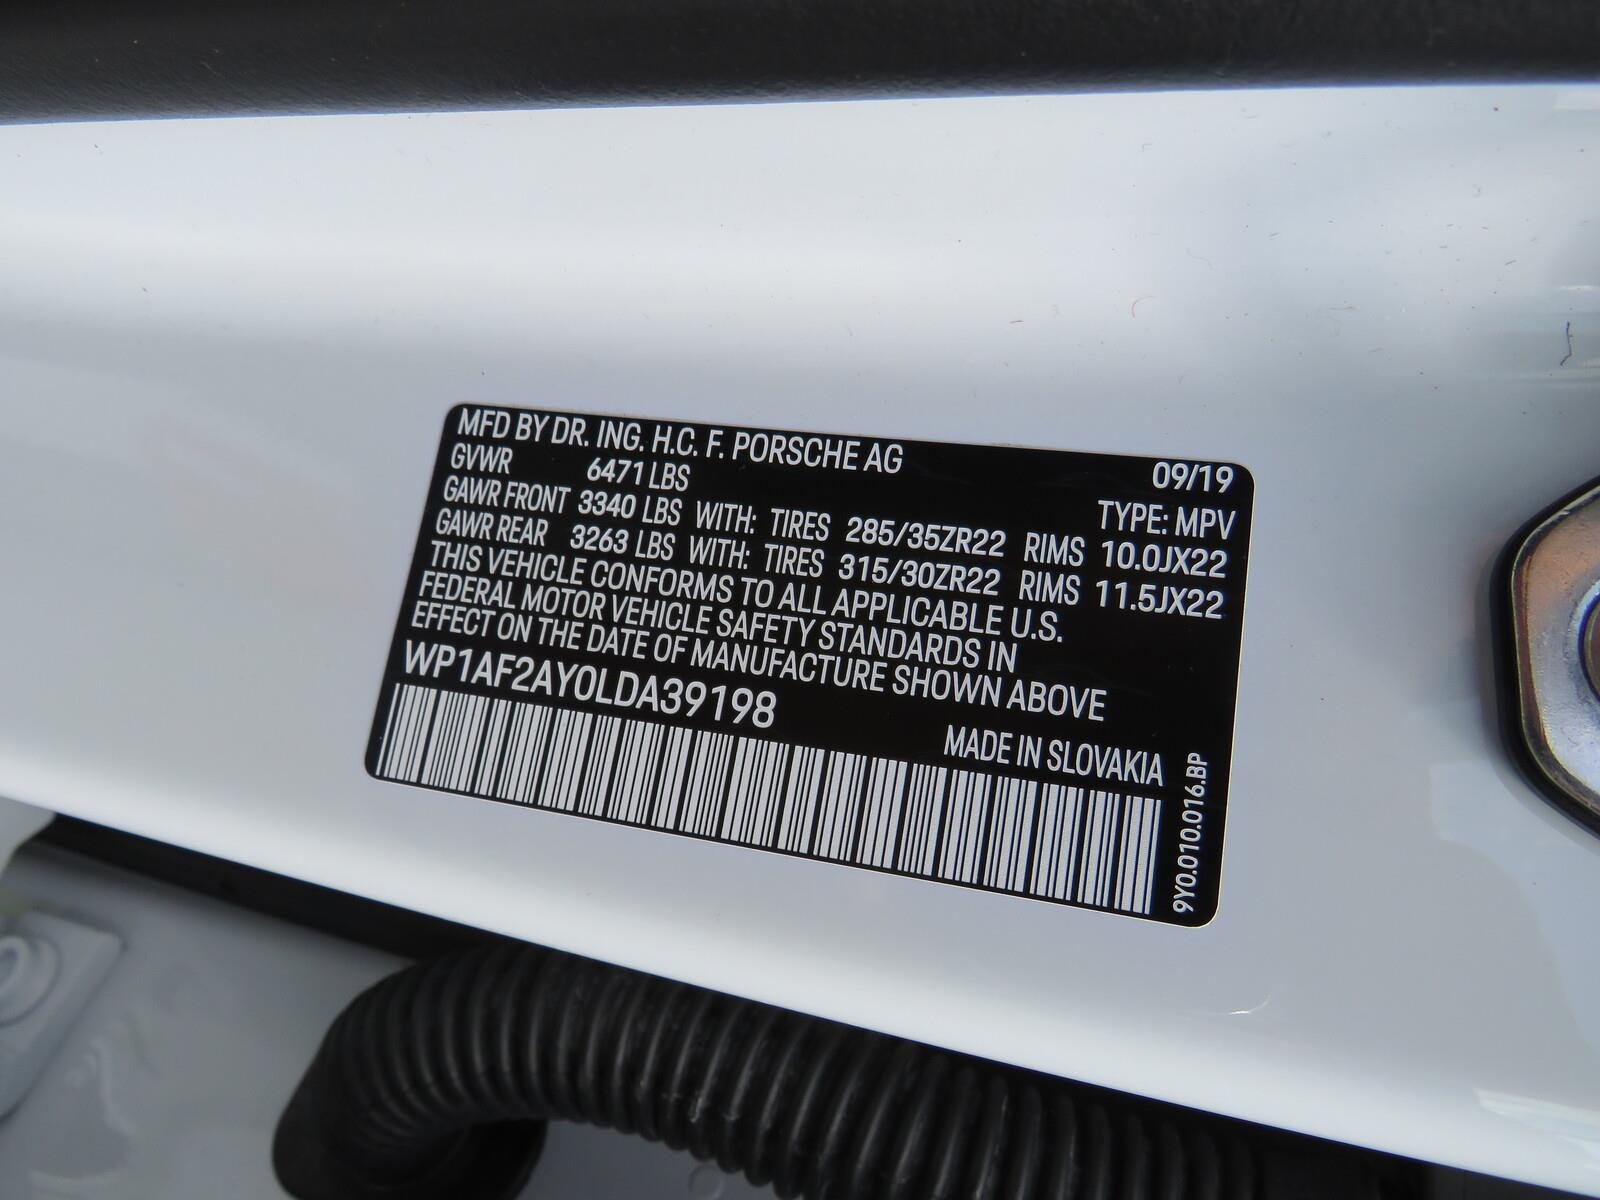 MFD BY DR. ING. H.C. F. PORSCHE AG 09/19
GVWR 6471 LBS TYPE: MPV
GAWR FRONT 3340 LBS WITH: TIRES 285/35ZR22 RIMS 10.0JX22
GAWR REAR 3263 LBS WITH: TIRES 315/30ZR22 RIMS 11.5JX22
THIS VEHICLE CONFORMS TO ALL APPLICABLE U.S.
FEDERAL MOTOR VEHICLE SAFETY STANDARDS IN
EFFECT ON THE DATE OF MANUFACTURE SHOWN ABOVE
WP1AF2AY0LDA39198
MADE IN SLOVAKIA
9Y0.010.016.BP